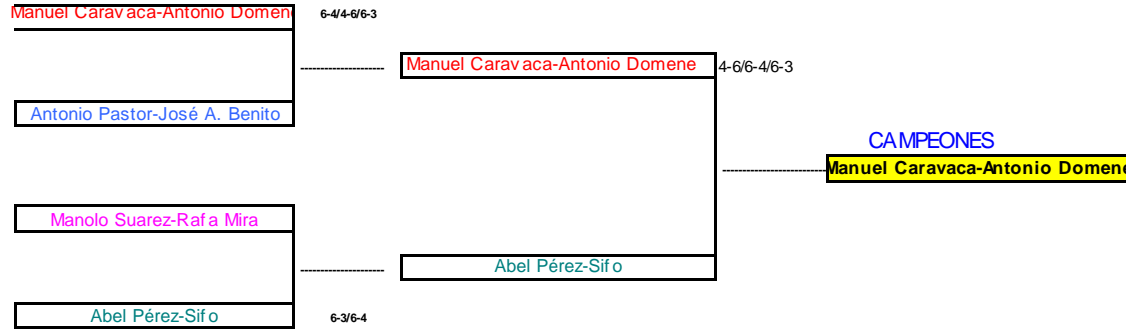 Manuel Caravaca-Antonio Domene
6-4/4-6/6-3
Manuel Caravaca-Antonio Domene
4-6/6-4/6-3
Antonio Pastor-José A. Benito
CAMPEONES
Manuel Caravaca-Antonio Domene
Manolo Suarez-Rafa Mira
Abel Pérez-Sifo
Abel Pérez-Sifo
6-3/6-4